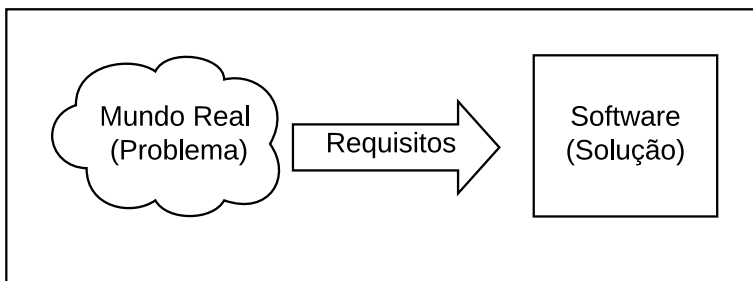 Mundo Real
(Problema)
Requisitos
Software
(Solução)